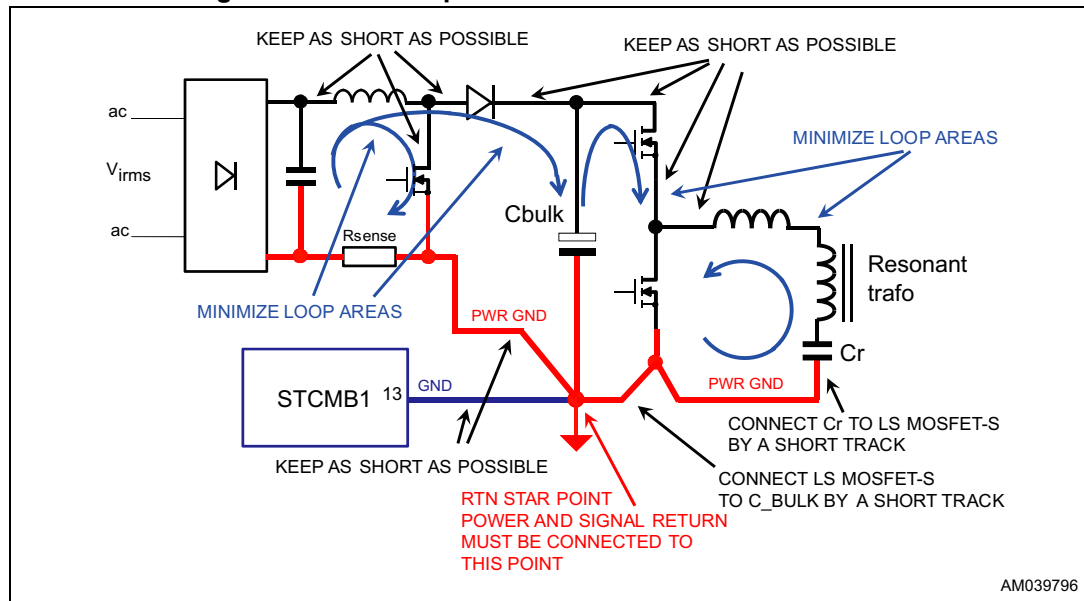 KEEP AS SHORT AS POSSIBLE
KEEP AS SHORT AS POSSIBLE
ac
Virms
ac
MINIMIZE LOOP AREAS
Cbulk
Rsense
Resonant
trafo
MINIMIZE LOOP AREAS
PWR GND
Cr
PWR GND
STCMB1
13
GND
CONNECT Cr TO LS MOSFET-S
BY A SHORT TRACK
KEEP AS SHORT AS POSSIBLE
CONNECT LS MOSFET-S
TO C_BULK BY A SHORT TRACK
RTN STAR POINT
POWER AND SIGNAL RETURN
MUST BE CONNECTED TO
THIS POINT
AM039796